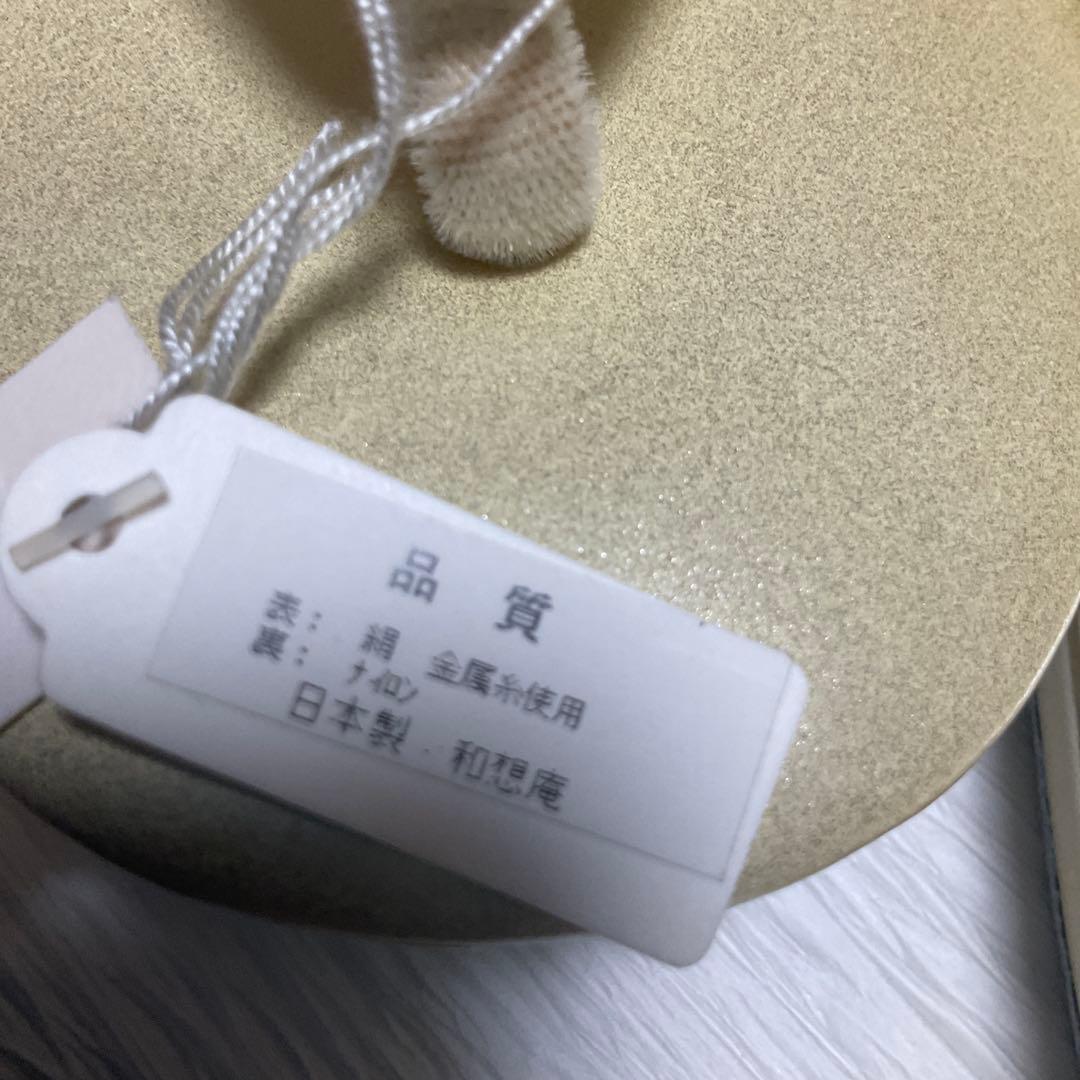 品質
表: 絹 金属糸使用
裏: ナイロン
日本製 . 和想庵